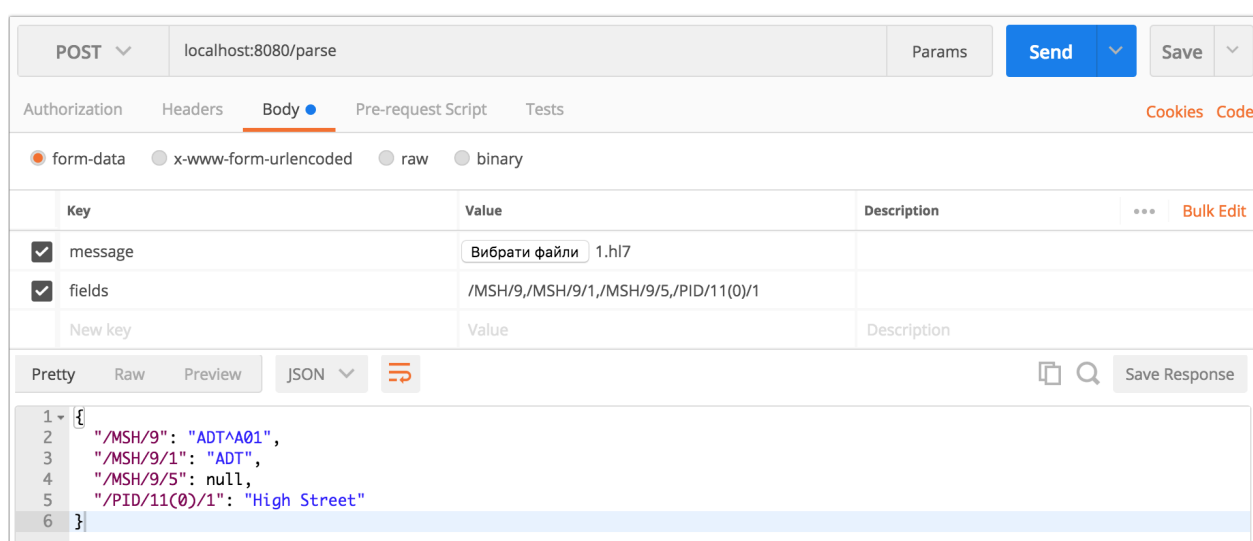 POST localhost:8080/parse Params Send Save
Authorization Headers Body Pre-request Script Tests Cookies Code
form-data x-www-form-urlencoded raw binary
Key Value Description ••• Bulk Edit
message Вибрати файли 1.hl7
fields /MSH/9,/MSH/9/1,/MSH/9/5,/PID/11(0)/1
New key Value Description
Pretty Raw Preview JSON Save Response
1 {
2 "/MSH/9": "ADT^A01",
3 "/MSH/9/1": "ADT",
4 "/MSH/9/5": null,
5 "/PID/11(0)/1": "High Street"
6 }